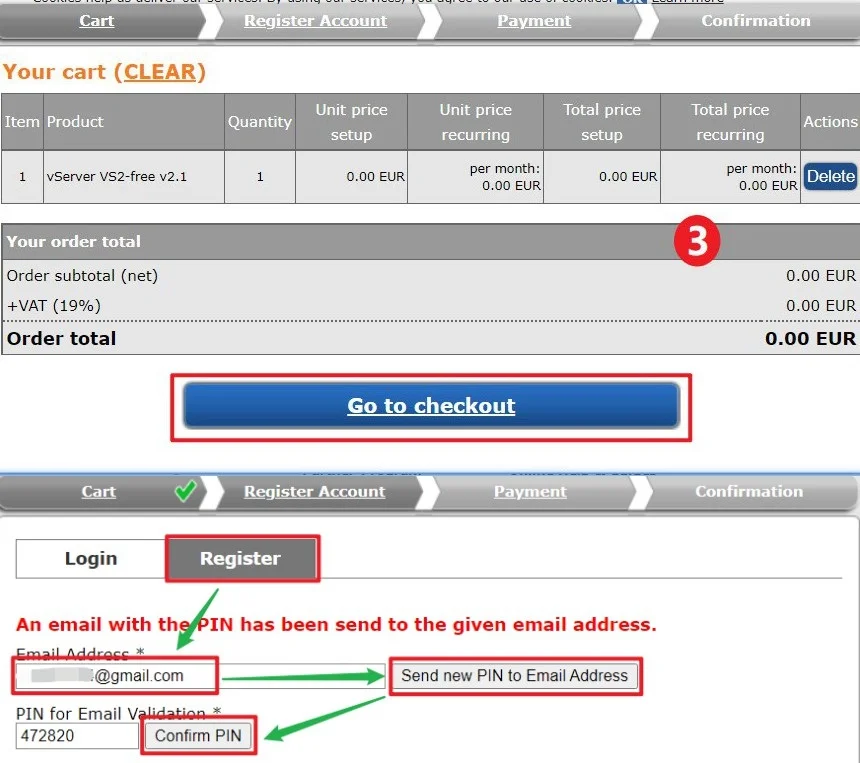 Cookies help us deliver our services. By using our services, you agree to our use of cookies. OK Learn more
Cart Register Account Payment Confirmation
Your cart (CLEAR)
Item Product Quantity Unit price setup Unit price recurring Total price setup Total price recurring Actions
1 vServer VS2-free v2.1 1 0.00 EUR per month: 0.00 EUR 0.00 EUR per month: 0.00 EUR Delete
Your order total
3
Order subtotal (net) 0.00 EUR
+VAT (19%) 0.00 EUR
Order total 0.00 EUR
Go to checkout
Cart Register Account Payment Confirmation
Login Register
An email with the PIN has been send to the given email address.
Email Address *
@gmail.com Send new PIN to Email Address
PIN for Email Validation *
472820 Confirm PIN